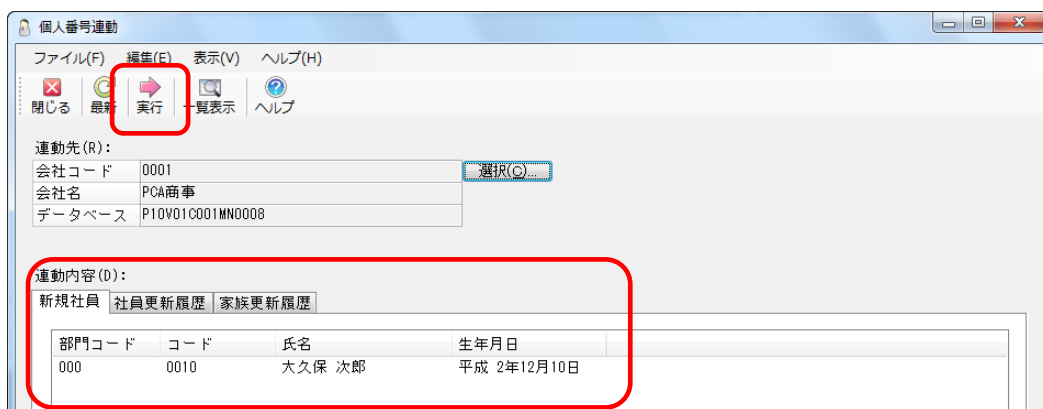 個人番号連動
ファイル(F) 編集(E) 表示(V) ヘルプ(H)
閉じる 最新 実行 一覧表示 ヘルプ
連動先(R):
会社コード 0001 選択(C)...
会社名 PCA商事
データベース P10V01C001MN0008
連動内容(D):
新規社員 社員更新履歴 家族更新履歴
部門コード コード 氏名 生年月日
000 0010 大久保 次郎 平成 2年12月10日